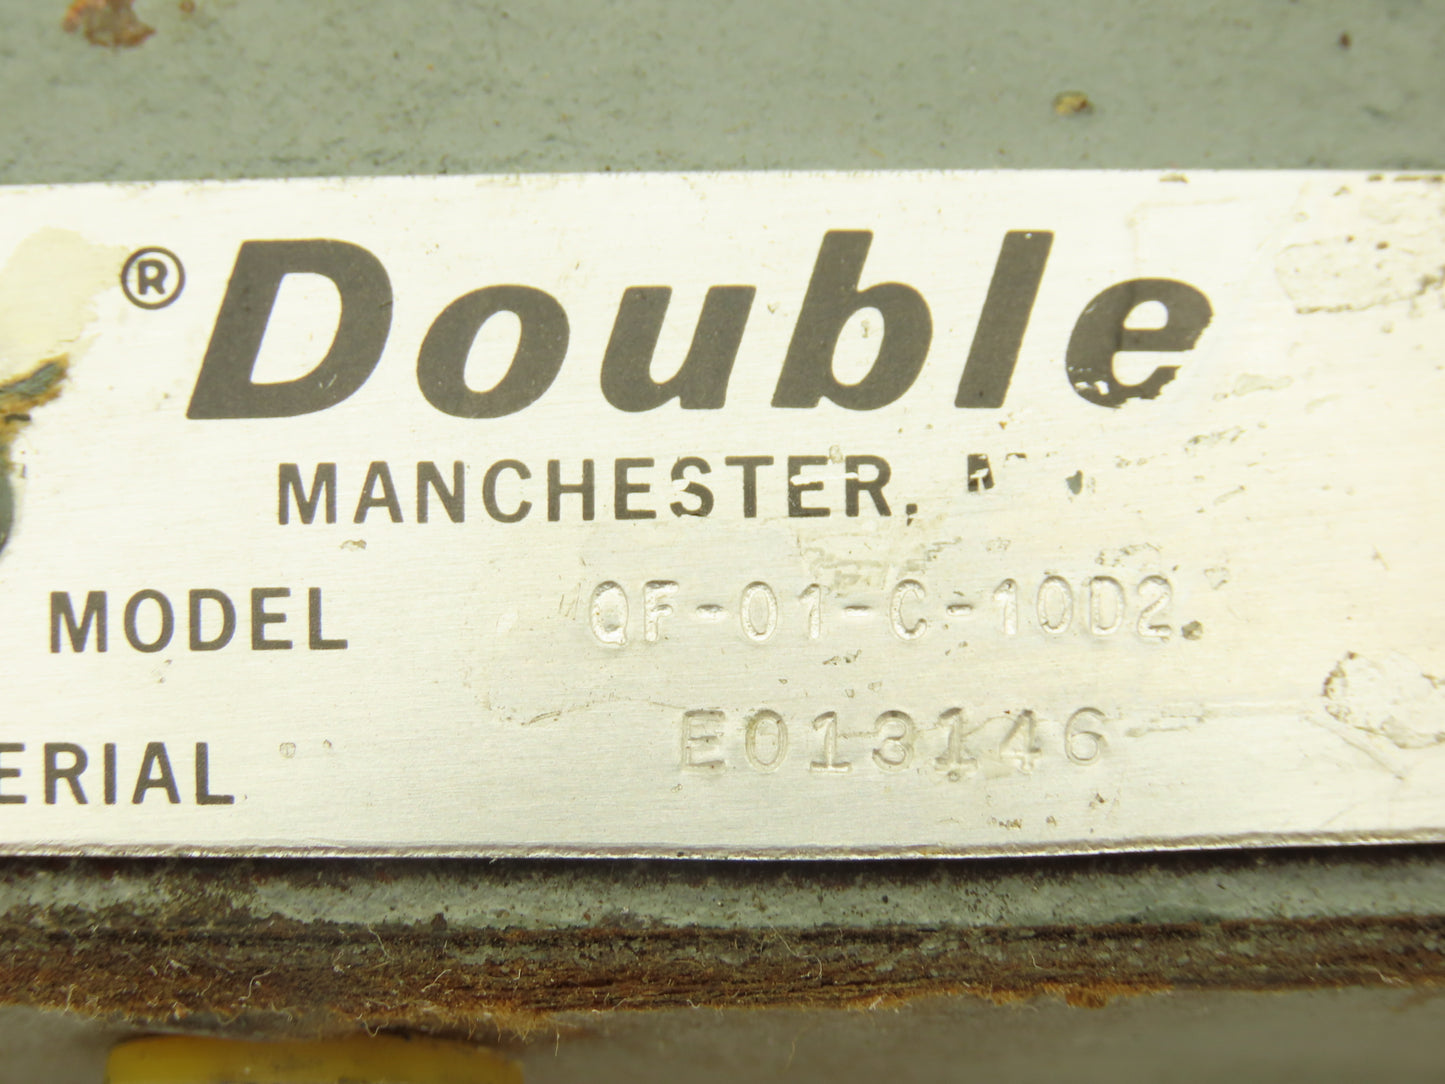 ® Double
MANCHESTER,
MODEL QF-01-C-10D2
ERIAL E013146